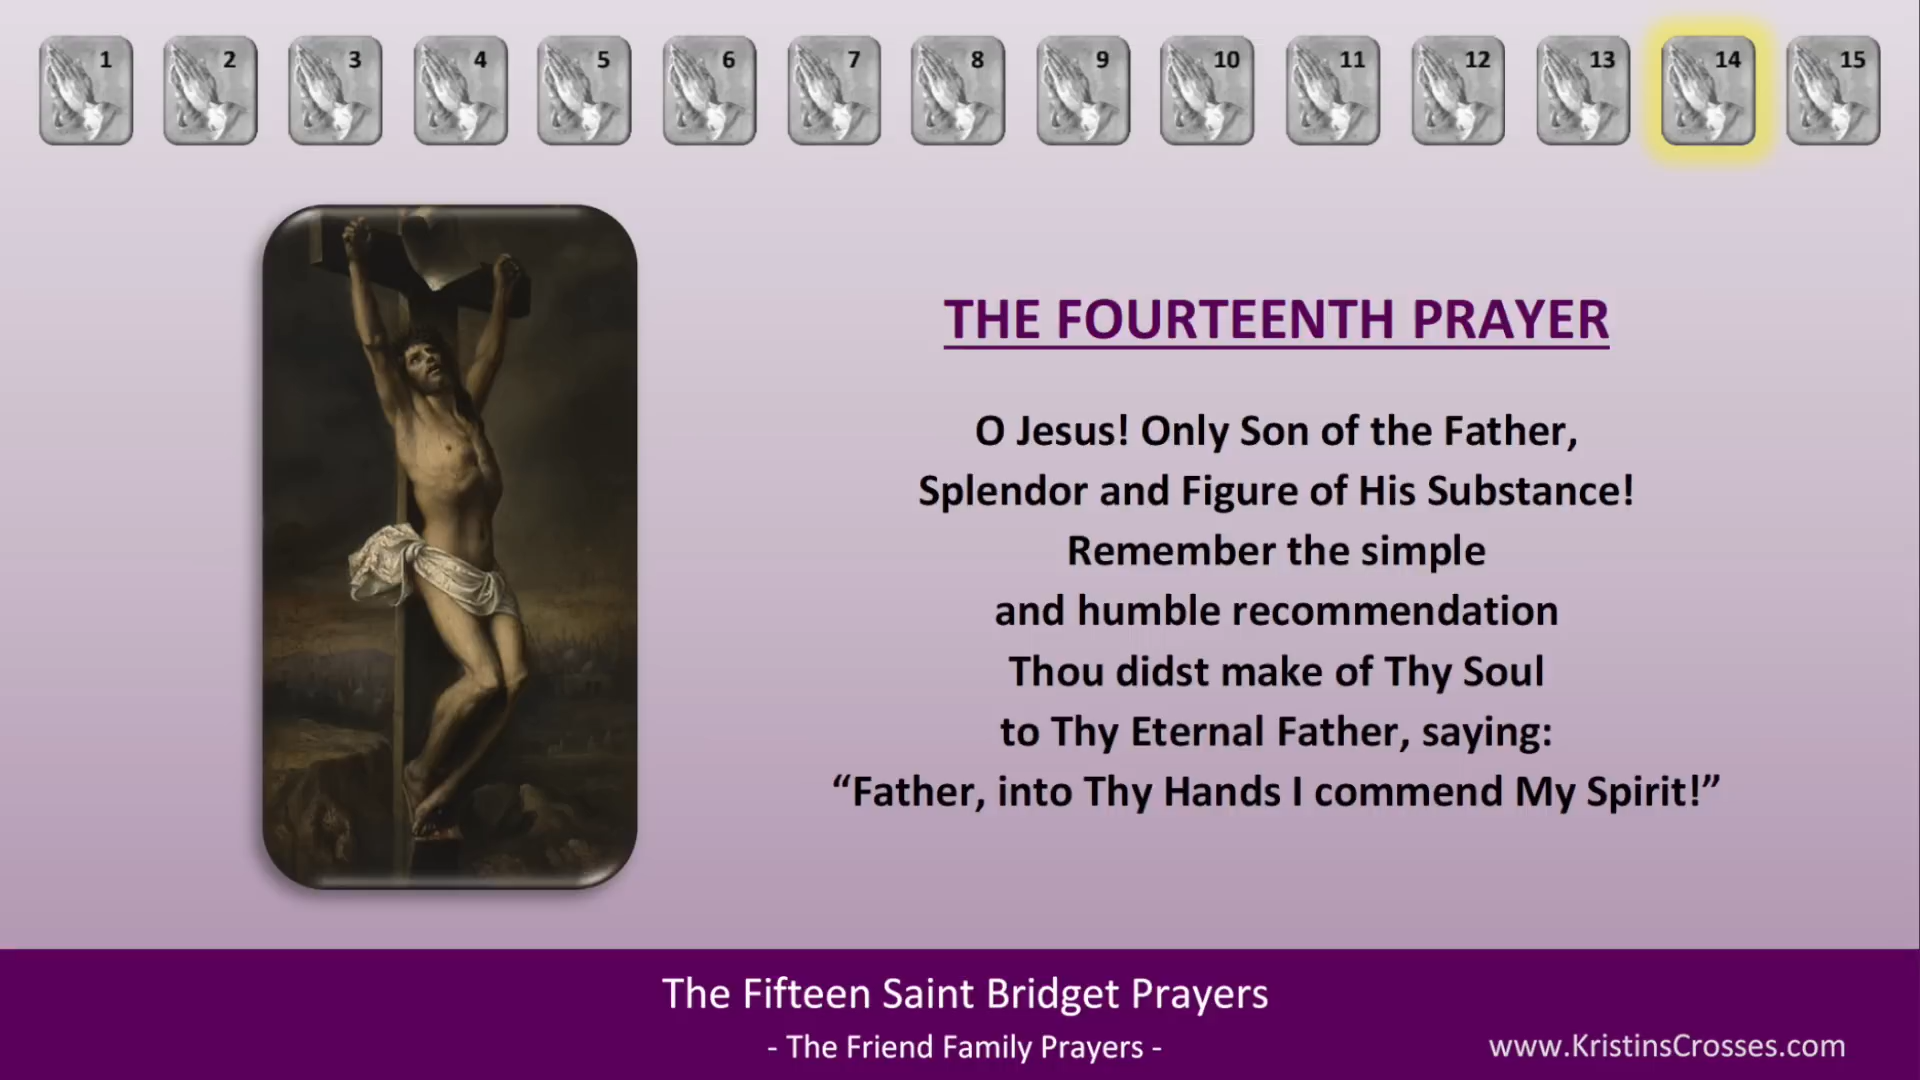 1 2 3 4 5 6 7 8 9 10 11 12 13 14 15
THE FOURTEENTH PRAYER
O Jesus! Only Son of the Father,
Splendor and Figure of His Substance!
Remember the simple
and humble recommendation
Thou didst make of Thy Soul
to Thy Eternal Father, saying:
“Father, into Thy Hands I commend My Spirit!”
The Fifteen Saint Bridget Prayers
- The Friend Family Prayers -
www.KristinsCrosses.com